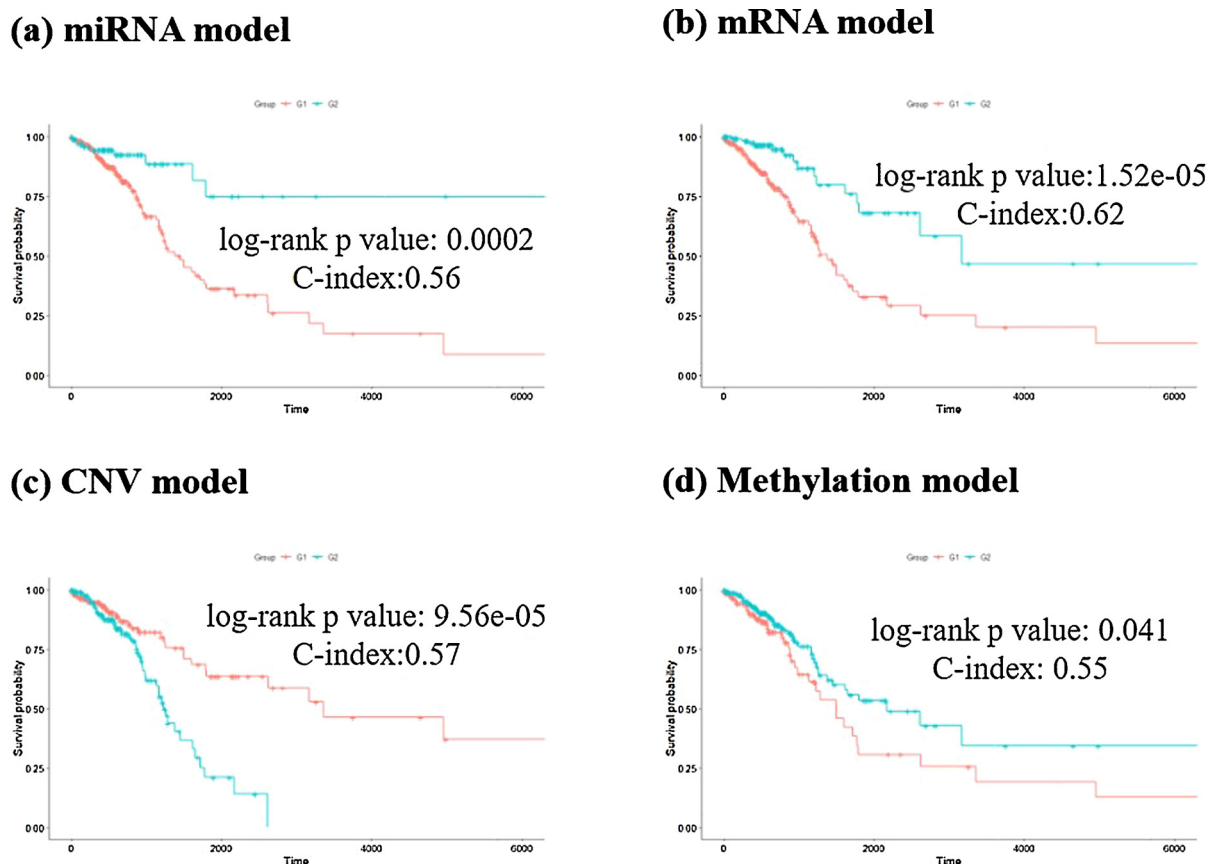 (a) miRNA model
Group G1 G2
1.00
0.75
0.50
0.25
0.00
Survival probability
log-rank p value: 0.0002
C-index:0.56
0 2000 4000 6000
Time
(b) mRNA model
Group G1 G2
1.00
0.75
0.50
0.25
0.00
Survival probability
log-rank p value:1.52e-05
C-index:0.62
0 2000 4000 6000
Time
(c) CNV model
Group G1 G2
1.00
0.75
0.50
0.25
0.00
Survival probability
log-rank p value: 9.56e-05
C-index:0.57
0 2000 4000 6000
Time
(d) Methylation model
Group G1 G2
1.00
0.75
0.50
0.25
0.00
Survival probability
log-rank p value: 0.041
C-index: 0.55
0 2000 4000 6000
Time